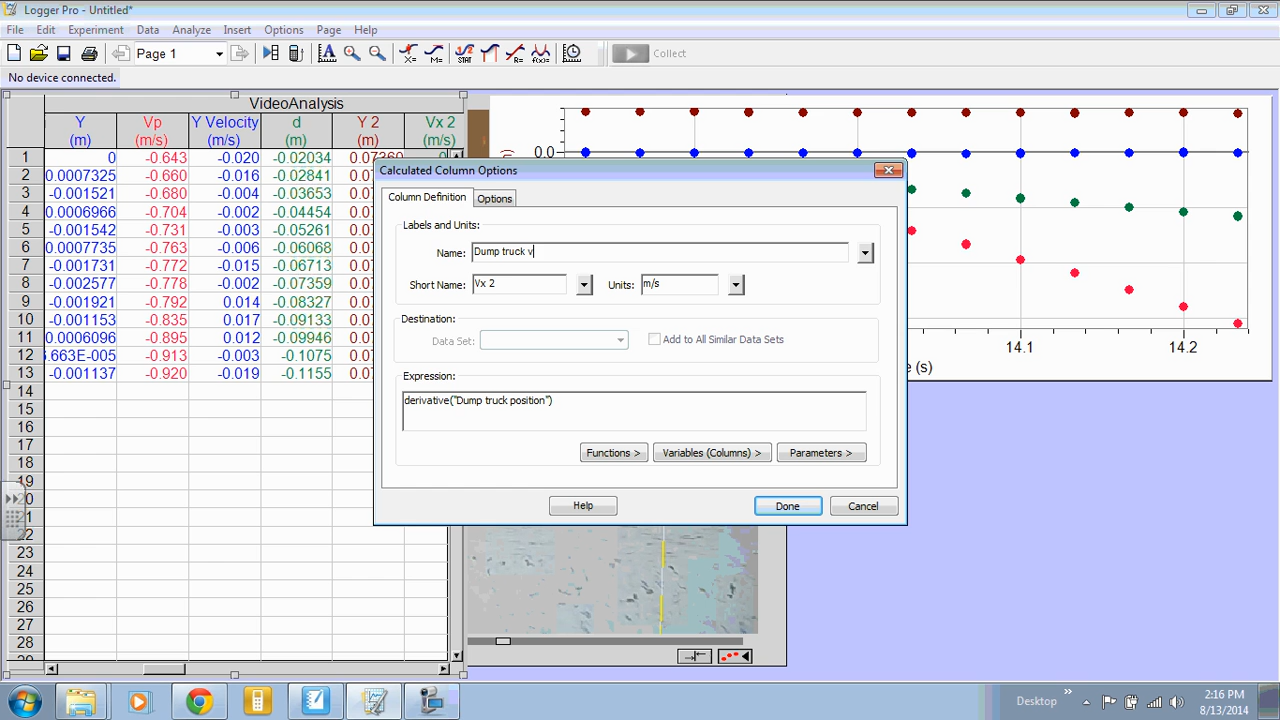 Logger Pro - Untitled*
File Edit Experiment Data Analyze Insert Options Page Help
Page 1
Collect
No device connected.
VideoAnalysis
Y Vp Y Velocity d Y 2 Vx 2
(m) (m/s) (m/s) (m) (m) (m/s)
1 0 -0.643 -0.020 -0.02034
2 0.0007325 -0.660 -0.016 -0.02841
3 -0.001521 -0.680 -0.004 -0.03653
4 0.0006966 -0.704 -0.002 -0.04454
5 -0.001542 -0.731 -0.003 -0.05261
6 0.0007735 -0.763 -0.006 -0.06068
7 -0.001731 -0.772 -0.015 -0.06713
8 -0.002577 -0.778 -0.002 -0.07359
9 -0.001921 -0.792 0.014 -0.08327
10 -0.001153 -0.835 0.017 -0.09133
11 0.0006096 -0.895 0.012 -0.09946
12 .663E-005 -0.913 -0.003 -0.1075
13 -0.001137 -0.920 -0.019 -0.1155
14
15
16
17
18
19
20
21
22
23
24
25
26
27
28
0.0
14.1 14.2
(s)
Calculated Column Options
Column Definition Options
Labels and Units:
Name: Dump truck v
Short Name: Vx 2 Units: m/s
Destination:
Data Set: Add to All Similar Data Sets
Expression:
derivative("Dump truck position")
Functions > Variables (Columns) > Parameters >
Help Done Cancel
Desktop
2:16 PM
8/13/2014